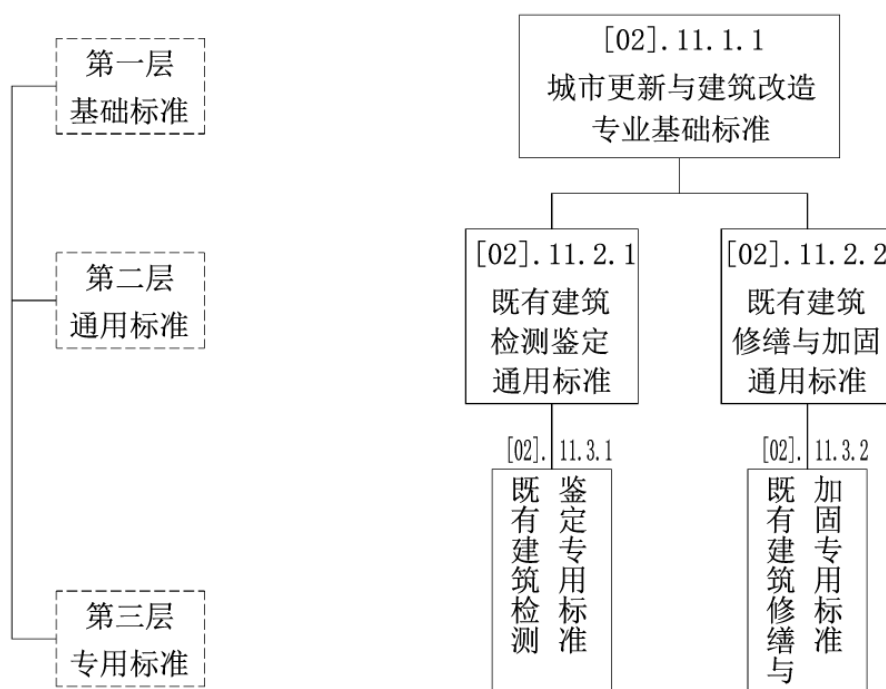 第一层
基础标准
[02].11.1.1
城市更新与建筑改造
专业基础标准
第二层
通用标准
[02].11.2.1
既有建筑
检测鉴定
通用标准
[02].11.2.2
既有建筑
修缮与加固
通用标准
第三层
专用标准
[02].11.3.1
既有建筑检测
鉴定专用标准
[02].11.3.2
既有建筑修缮与
加固专用标准